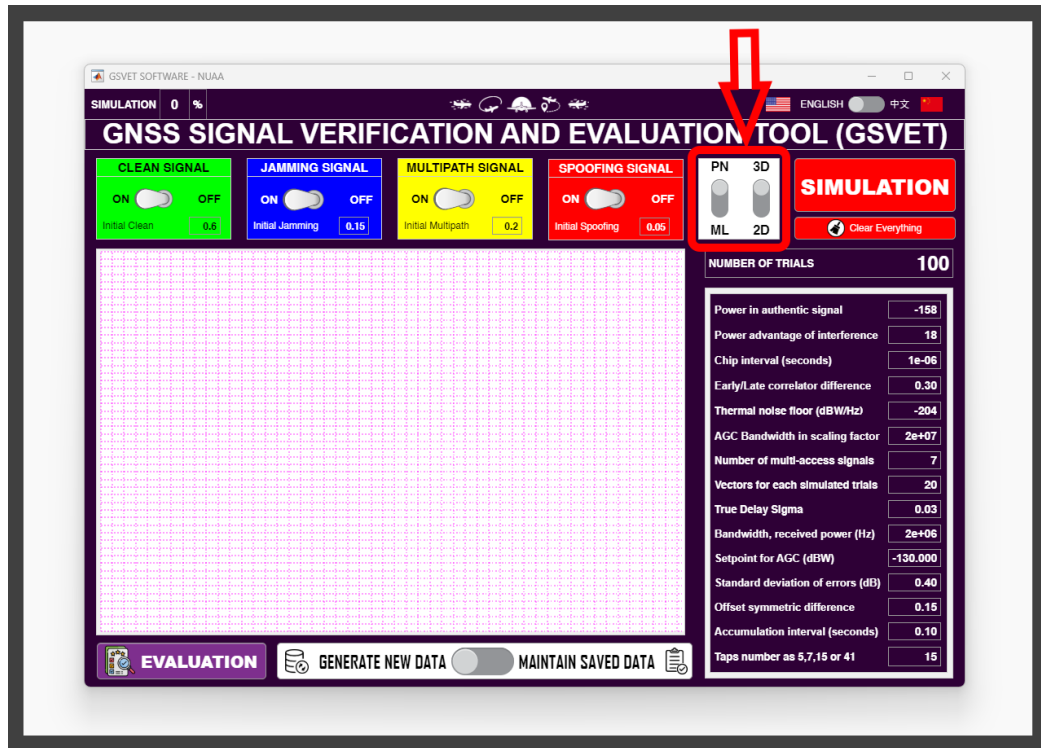 GSVET SOFTWARE - NUAA
SIMULATION 0 %
ENGLISH 中文
GNSS SIGNAL VERIFICATION AND EVALUATION TOOL (GSVET)
CLEAN SIGNAL
ON OFF
Initial Clean 0.6
JAMMING SIGNAL
ON OFF
Initial Jamming 0.15
MULTIPATH SIGNAL
ON OFF
Initial Multipath 0.2
SPOOFING SIGNAL
ON OFF
Initial Spoofing 0.05
PN 3D
ML 2D
SIMULATION
Clear Everything
NUMBER OF TRIALS 100
Power in authentic signal -158
Power advantage of interference 18
Chip interval (seconds) 1e-06
Early/Late correlator difference 0.30
Thermal noise floor (dBW/Hz) -204
AGC Bandwidth in scaling factor 2e+07
Number of multi-access signals 7
Vectors for each simulated trials 20
True Delay Sigma 0.03
Bandwidth, received power (Hz) 2e+06
Setpoint for AGC (dBW) -130.000
Standard deviation of errors (dB) 0.40
Offset symmetric difference 0.15
Accumulation interval (seconds) 0.10
Taps number as 5,7,15 or 41 15
EVALUATION
GENERATE NEW DATA MAINTAIN SAVED DATA